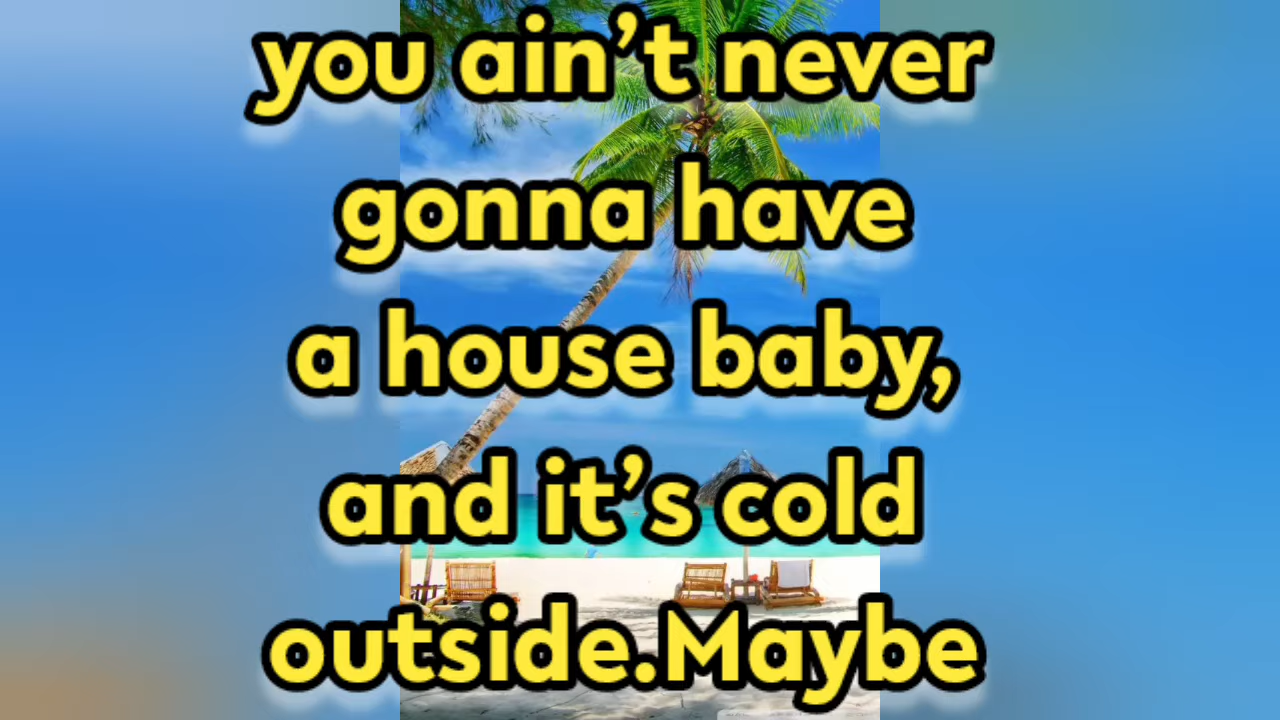 you ain’t never
gonna have
a house baby,
and it’s cold
outside.Maybe